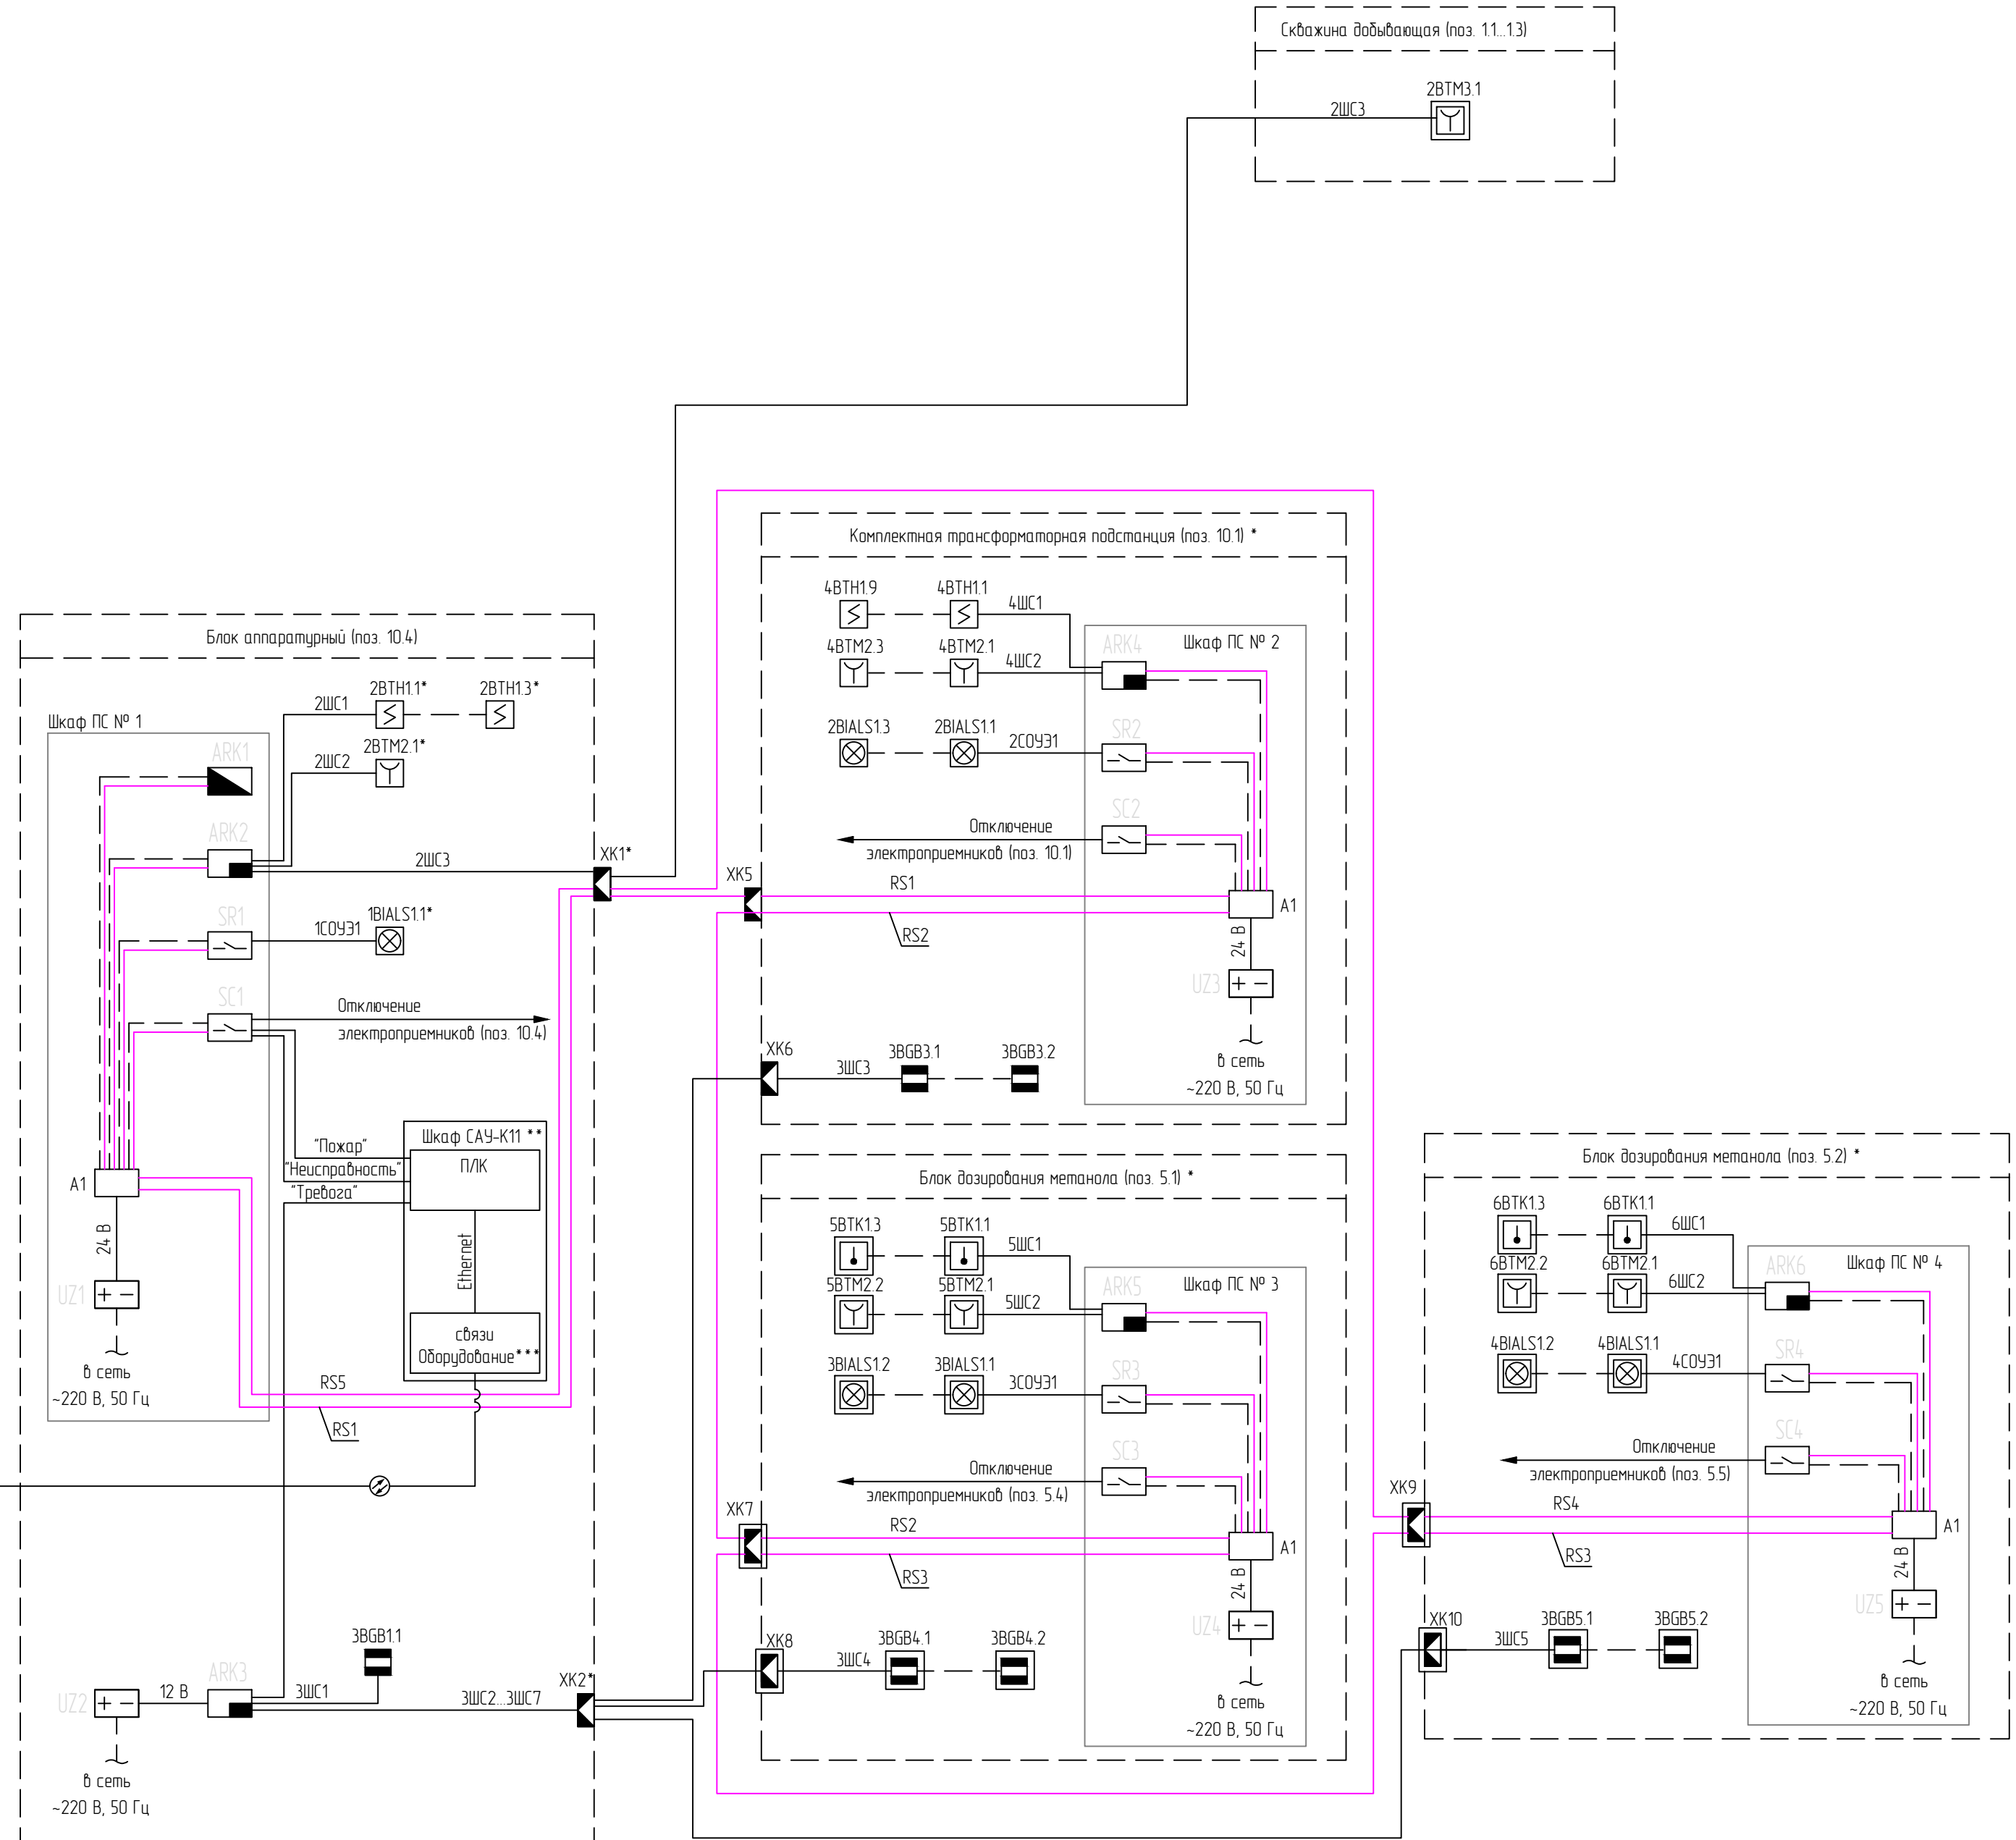 Скважина добывающая (поз. 1.1...1.3)
2BTM3.1
2ШС3
Комплектная трансформаторная подстанция (поз. 10.1) *
4BTH1.9
4BTH1.1
4ШС1
4BTM2.3
4BTM2.1
4ШС2
ARK4
Шкаф ПС № 2
2BIALS1.3
2BIALS1.1
2СОУЭ1
SR2
SC2
Отключение
электроприемников (поз. 10.1)
XK5
RS1
RS2
A1
24 В
UZ3
в сеть
~220 В, 50 Гц
XK6
3ШС3
3BGB3.1
3BGB3.2
Блок аппаратурный (поз. 10.4)
Шкаф ПС № 1
2ШС1
2BTH1.1*
2BTH1.3*
2ШС2
2BTM2.1*
ARK1
ARK2
2ШС3
XK1*
SR1
1СОУЭ1
1BIALS1.1*
SC1
Отключение
электроприемников (поз. 10.4)
"Пожар"
"Неисправность"
"Тревога"
Шкаф САУ-К11 **
ПЛК
Ethernet
связи
Оборудование***
A1
24 В
UZ1
в сеть
~220 В, 50 Гц
RS5
RS1
3BGB1.1
UZ2
12 В
ARK3
3ШС1
3ШС2...3ШС7
XK2*
в сеть
~220 В, 50 Гц
Блок дозирования метанола (поз. 5.1) *
5BTK1.3
5BTK1.1
5ШС1
5BTM2.2
5BTM2.1
5ШС2
ARK5
Шкаф ПС № 3
3BIALS1.2
3BIALS1.1
3СОУЭ1
SR3
SC3
Отключение
электроприемников (поз. 5.4)
XK7
RS2
RS3
A1
24 В
UZ4
в сеть
~220 В, 50 Гц
XK8
3ШС4
3BGB4.1
3BGB4.2
Блок дозирования метанола (поз. 5.2) *
6BTK1.3
6BTK1.1
6ШС1
6BTM2.2
6BTM2.1
6ШС2
ARK6
Шкаф ПС № 4
4BIALS1.2
4BIALS1.1
4СОУЭ1
SR4
SC4
Отключение
электроприемников (поз. 5.5)
XK9
RS4
RS3
A1
24 В
UZ5
в сеть
~220 В, 50 Гц
XK10
3ШС5
3BGB5.1
3BGB5.2